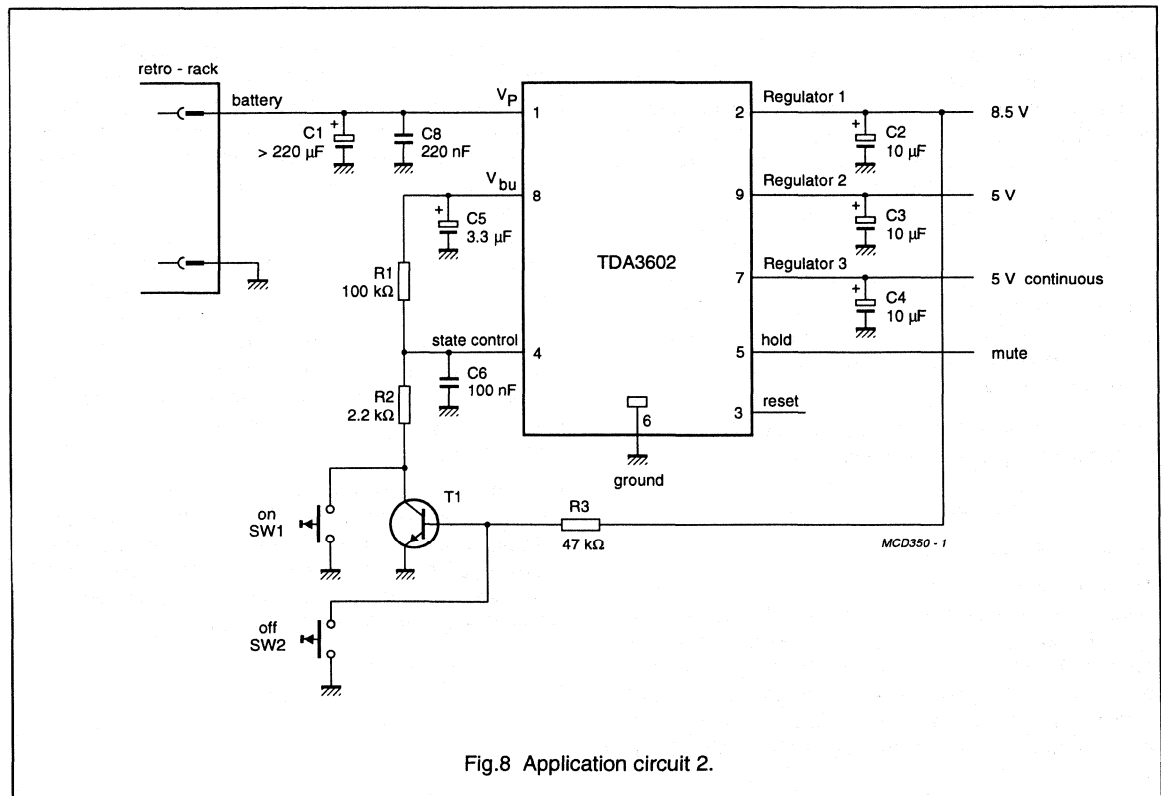 retro - rack
battery
VP
1
C1
> 220 µF
+
C8
220 nF
Vbu
8
+
C5
3.3 µF
R1
100 kΩ
state control
4
C6
100 nF
R2
2.2 kΩ
TDA3602
6
ground
2
Regulator 1
8.5 V
+
C2
10 µF
9
Regulator 2
5 V
+
C3
10 µF
7
Regulator 3
5 V continuous
+
C4
10 µF
5
hold
mute
3
reset
on
SW1
T1
R3
47 kΩ
MCD350 - 1
off
SW2
Fig.8 Application circuit 2.